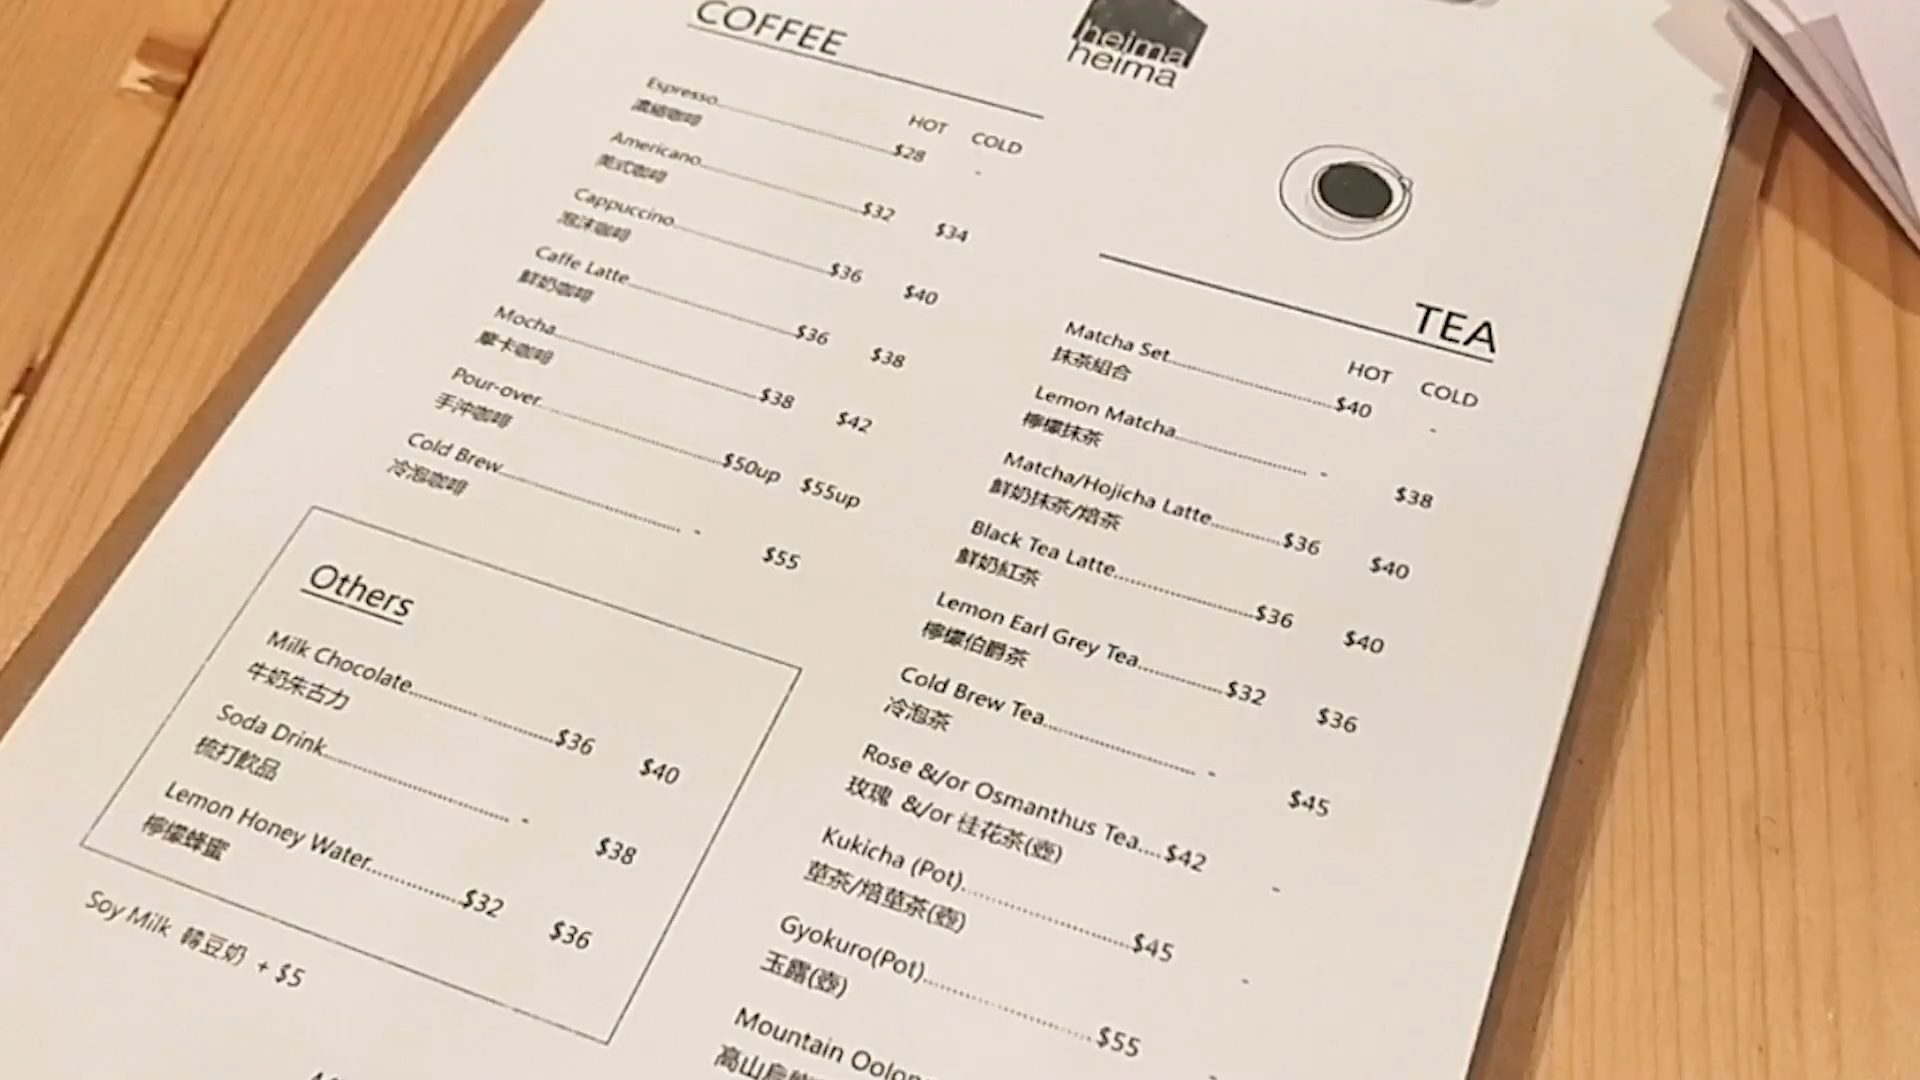 COFFEE
HOT COLD
Espresso $28 -
濃縮咖啡
Americano $32 $34
美式咖啡
Cappuccino $36 $40
泡沫咖啡
Caffe Latte $36 $38
鮮奶咖啡
Mocha $38 $42
摩卡咖啡
Pour-over $50up $55up
手沖咖啡
Cold Brew - $55
冷泡咖啡
Others
Milk Chocolate $36 $40
牛奶朱古力
Soda Drink - $38
梳打飲品
Lemon Honey Water $32 $36
檸檬蜂蜜
Soy Milk 轉豆奶 + $5
heima
heima
TEA
HOT COLD
Matcha Set $40 -
抹茶組合
Lemon Matcha - $38
檸檬抹茶
Matcha/Hojicha Latte $36 $40
鮮奶抹茶/焙茶
Black Tea Latte $36 $40
鮮奶紅茶
Lemon Earl Grey Tea $32 $36
檸檬伯爵茶
Cold Brew Tea - $45
冷泡茶
Rose &/or Osmanthus Tea $42 -
玫瑰 &/or 桂花茶(壺)
Kukicha (Pot) $45 -
莖茶/焙莖茶(壺)
Gyokuro(Pot) $55 -
玉露(壺)
Mountain Oolong
高山烏龍